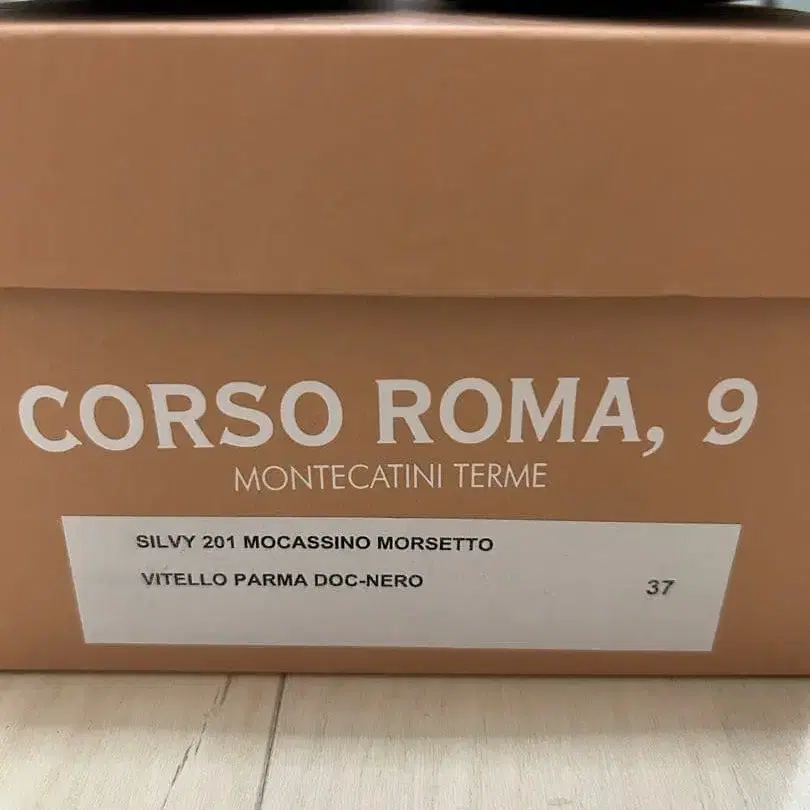 CORSO ROMA, 9
MONTECATINI TERME
SILVY 201 MOCASSINO MORSETTO
VITELLO PARMA DOC-NERO 37